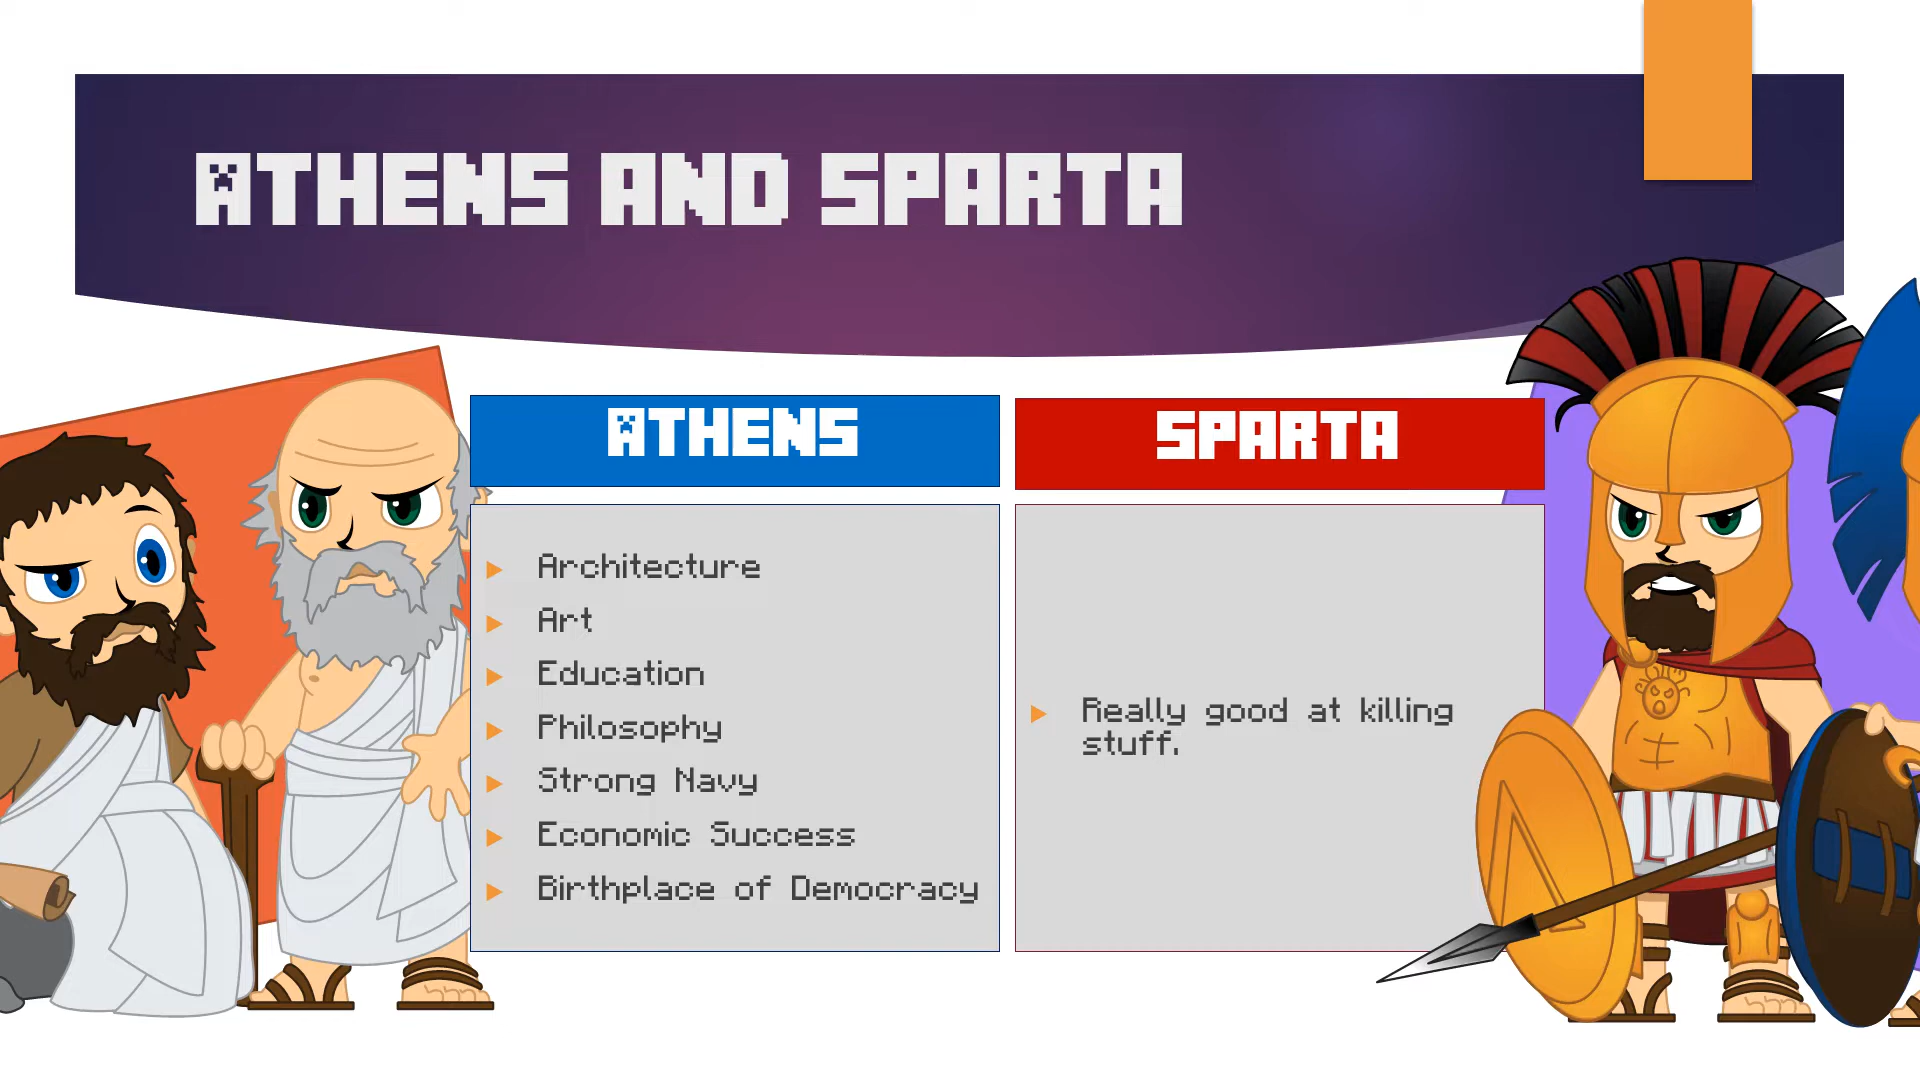 ATHENS AND SPARTA
ATHENS
Architecture
Art
Education
Philosophy
Strong Navy
Economic Success
Birthplace of Democracy
SPARTA
Really good at killing
stuff.